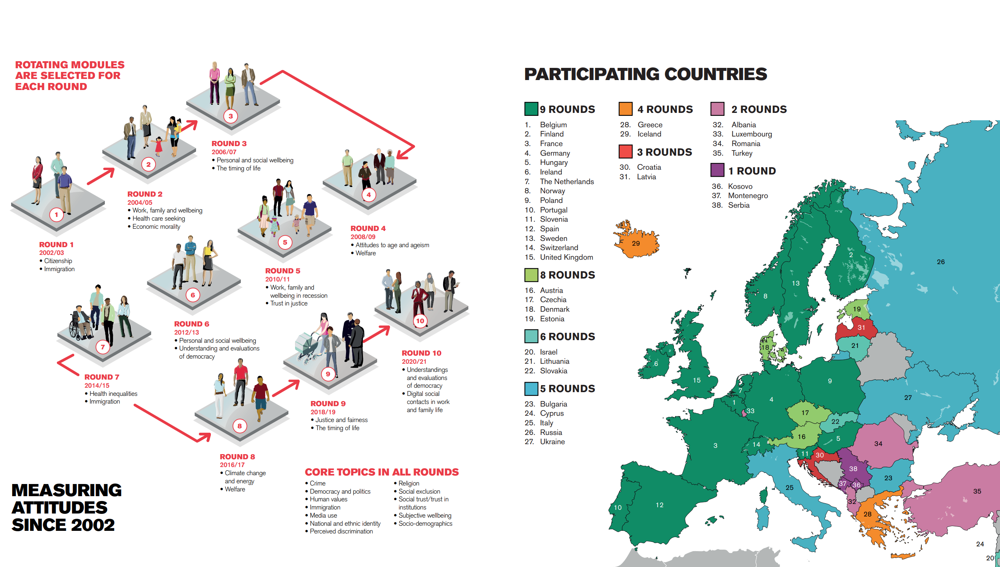 ROTATING MODULES
ARE SELECTED FOR
EACH ROUND
1
ROUND 1
2002/03
• Citizenship
• Immigration
2
ROUND 2
2004/05
• Work, family and wellbeing
• Health care seeking
• Economic morality
3
ROUND 3
2006/07
• Personal and social wellbeing
• The timing of life
4
ROUND 4
2008/09
• Attitudes to age and ageism
• Welfare
5
ROUND 5
2010/11
• Work, family and
wellbeing in recession
• Trust in justice
6
ROUND 6
2012/13
• Personal and social wellbeing
• Understanding and evaluations
of democracy
7
ROUND 7
2014/15
• Health inequalities
• Immigration
8
ROUND 8
2016/17
• Climate change
and energy
• Welfare
9
ROUND 9
2018/19
• Justice and fairness
• The timing of life
10
ROUND 10
2020/21
• Understandings
and evaluations
of democracy
• Digital social
contacts in work
and family life
MEASURING
ATTITUDES
SINCE 2002
CORE TOPICS IN ALL ROUNDS
• Crime
• Democracy and politics
• Human values
• Immigration
• Media use
• National and ethnic identity
• Perceived discrimination
• Religion
• Social exclusion
• Social trust/trust in
institutions
• Subjective wellbeing
• Socio-demographics
PARTICIPATING COUNTRIES
9 ROUNDS
1. Belgium
2. Finland
3. France
4. Germany
5. Hungary
6. Ireland
7. The Netherlands
8. Norway
9. Poland
10. Portugal
11. Slovenia
12. Spain
13. Sweden
14. Switzerland
15. United Kingdom
8 ROUNDS
16. Austria
17. Czechia
18. Denmark
19. Estonia
6 ROUNDS
20. Israel
21. Lithuania
22. Slovakia
5 ROUNDS
23. Bulgaria
24. Cyprus
25. Italy
26. Russia
27. Ukraine
4 ROUNDS
28. Greece
29. Iceland
3 ROUNDS
30. Croatia
31. Latvia
2 ROUNDS
32. Albania
33. Luxembourg
34. Romania
35. Turkey
1 ROUND
36. Kosovo
37. Montenegro
38. Serbia
29
2
26
13
8
19
31
21
18
6
15
9
7
4
27
1
33
17
22
16
5
3
14
34
11
30
38
23
37
36
25
35
32
10
12
28
24
20